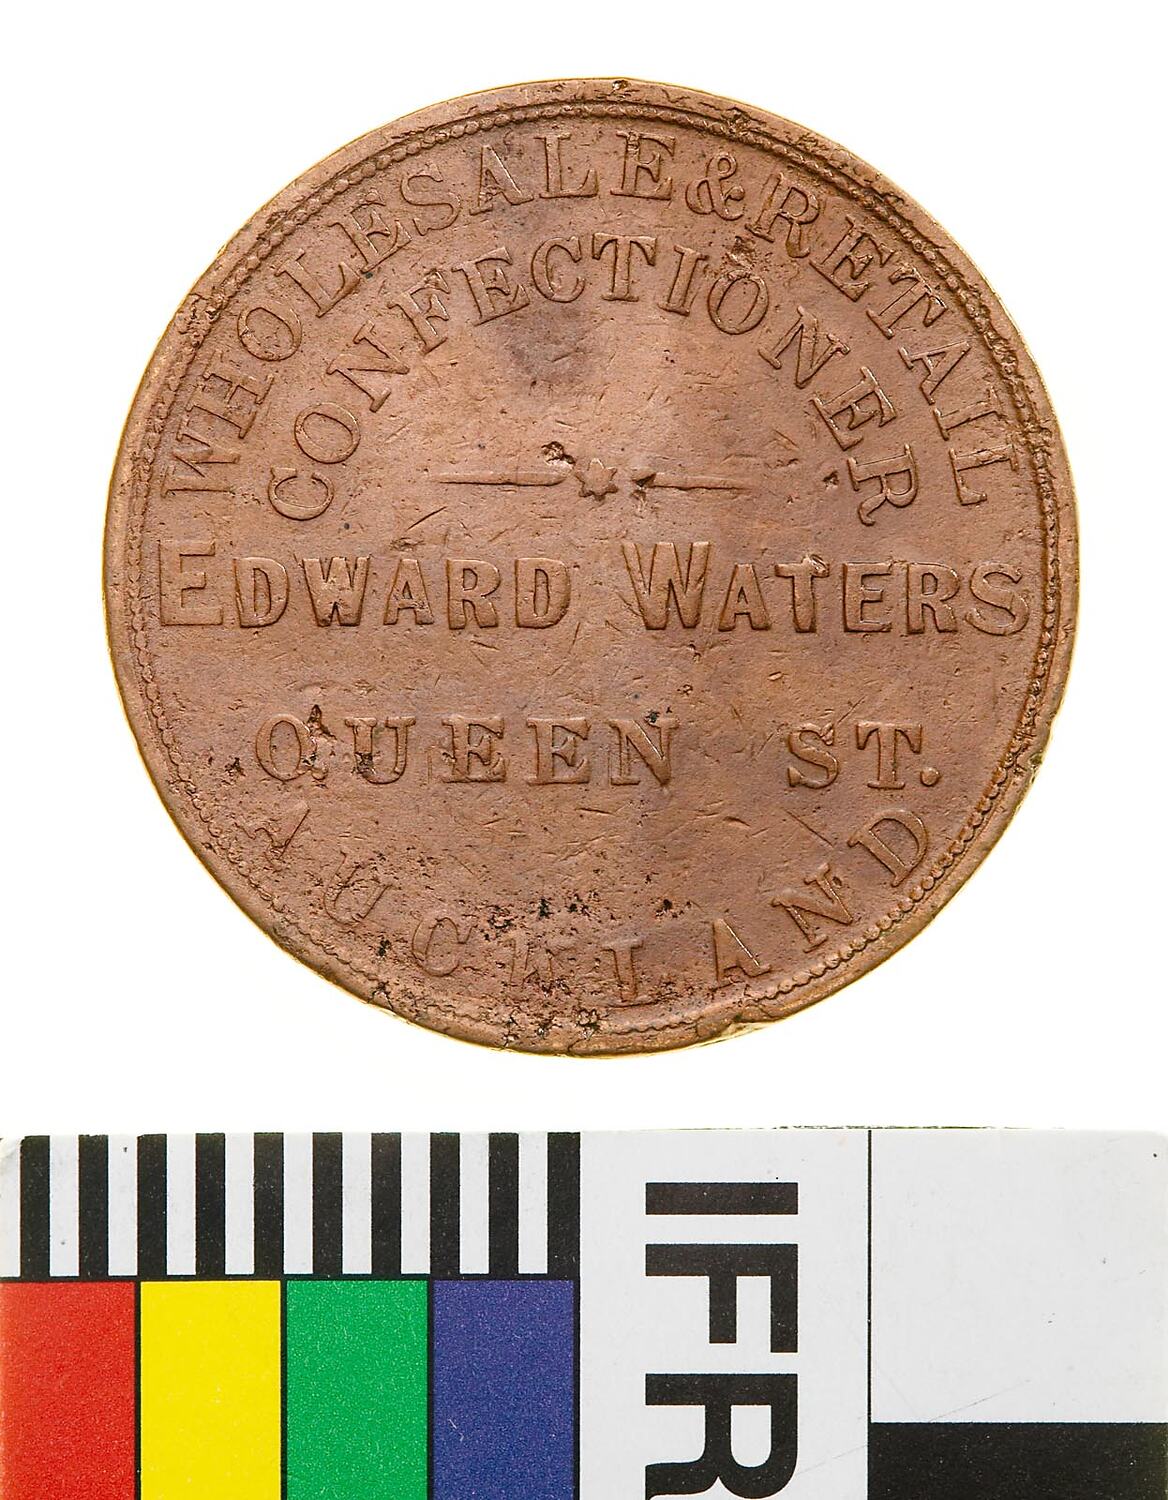 WHOLESALE & RETAIL
CONFECTIONER
EDWARD WATERS
QUEEN ST.
AUCKLAND
IFR